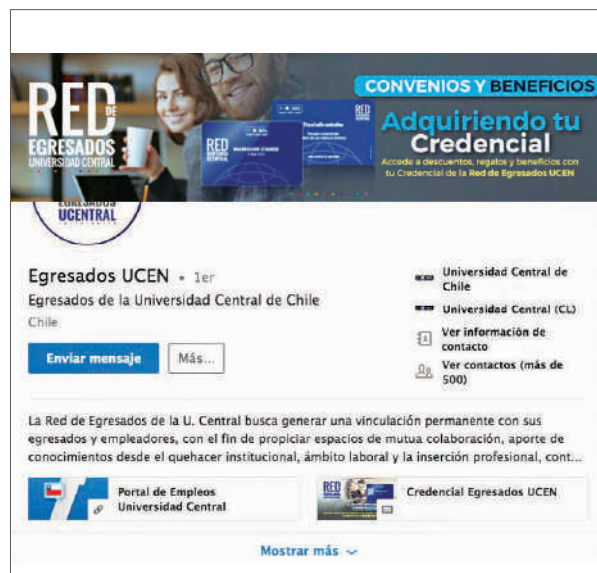 RED DE
EGRESADOS
UNIVERSIDAD CENTRAL
CONVENIOS Y BENEFICIOS
Adquiriendo tu
Credencial
Accede a descuentos, regalos y beneficios con
tu Credencial de la Red de Egresados UCEN
RED
EGRESADOS
UCENTRAL
Egresados UCEN • 1er
Egresados de la Universidad Central de Chile
Chile
Enviar mensaje
Más...
Universidad Central de
Chile
Universidad Central (CL)
Ver información de
contacto
Ver contactos (más de
500)
La Red de Egresados de la U. Central busca generar una vinculación permanente con sus
egresados y empleadores, con el fin de propiciar espacios de mutua colaboración, aporte de
conocimientos desde el quehacer institucional, ámbito laboral y la inserción profesional, cont...
Portal de Empleos
Universidad Central
RED
Credencial Egresados UCEN
Mostrar más